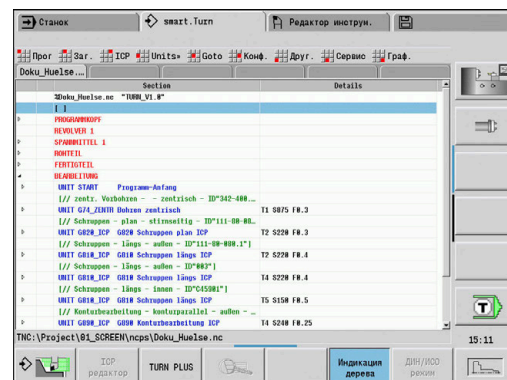 Станок
smart.Turn
Редактор инструм.
Прог Заг. ICP Units» Goto Конф. Друг. Сервис Граф.
Doku_Huelse...
Section Details
%Doku_Huelse.nc "TURN_V1.0"
[ ]
PROGRAMMKOPF
REVOLVER 1
SPANNMITTEL 1
ROHTEIL
FERTIGTEIL
BEARBEITUNG
UNIT START Programm-Anfang
[// zentr. Vorbohren - - zentrisch - ID"342-400....
UNIT G74_ZENTR Bohren zentrisch T1 S875 F0.3
[// Schruppen - plan - stirnseitig - ID"111-80-08...
UNIT G820_ICP G820 Schruppen plan ICP T2 S220 F0.3
[// Schruppen - längs - außen - ID"111-80-080.1"]
UNIT G810_ICP G810 Schruppen längs ICP T2 S220 F0.4
[// Schruppen - längs - außen - ID"003"]
UNIT G810_ICP G810 Schruppen längs ICP T4 S220 F0.4
[// Schruppen - längs - innen - ID"C45901"]
UNIT G810_ICP G810 Schruppen längs ICP T5 S150 F0.5
[// Konturbearbeitung - konturparallel - außen - ...
UNIT G890_ICP G890 Konturbearbeitung ICP T4 S240 F0.25
TNC:\Project\01_SCREEN\ncps\Doku_Huelse.nc
15:11
T
ICP редактор
TURN PLUS
Индикация дерева
ДИН/ИСО режим